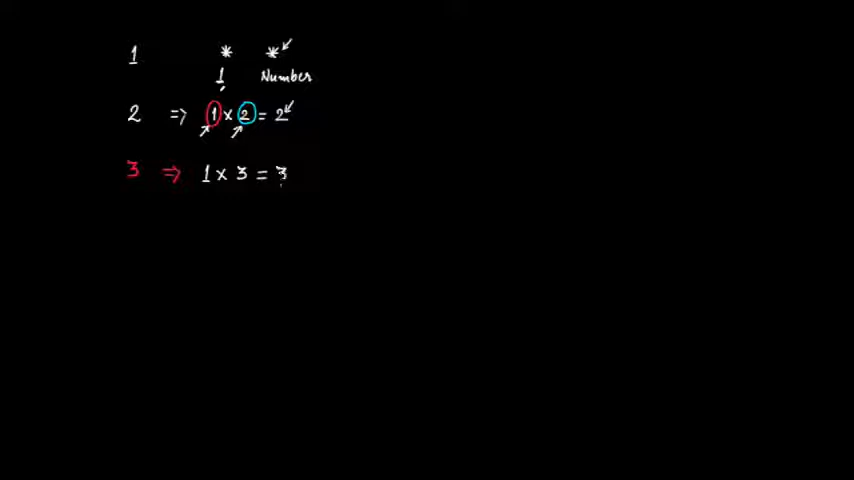 1 * *
1 Number
2 ⇒ 1 × 2 = 2
3 ⇒ 1 × 3 = 3